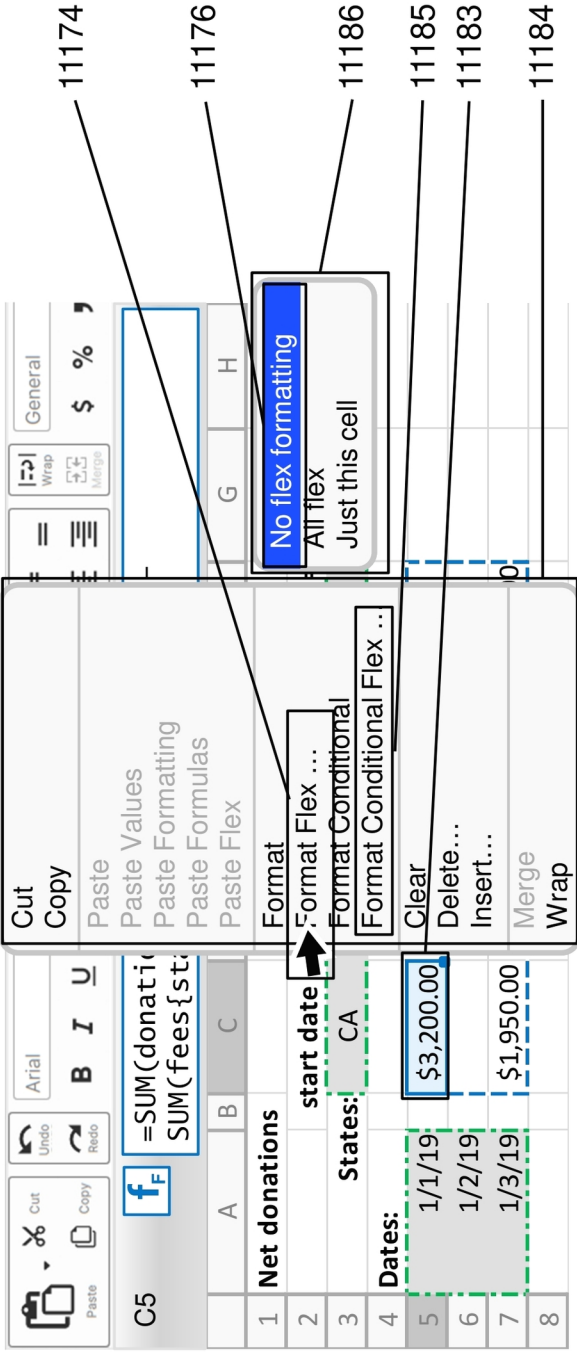 11174
11176
11186
11185
11183
11184
Paste
Cut
Copy
Undo
Redo
Arial
B I U
Wrap
Merge
General
$ % ,
C5
fF
=SUM(donatio
SUM(fees{sta
A B C G H
1 Net donations
2 start date
3 States: CA
4 Dates:
5 1/1/19 $3,200.00
6 1/2/19
7 1/3/19 $1,950.00 00
8
Cut
Copy
Paste
Paste Values
Paste Formatting
Paste Formulas
Paste Flex
Format
Format Flex ...
Format Conditional
Format Conditional Flex ...
Clear
Delete...
Insert...
Merge
Wrap
No flex formatting
All flex
Just this cell